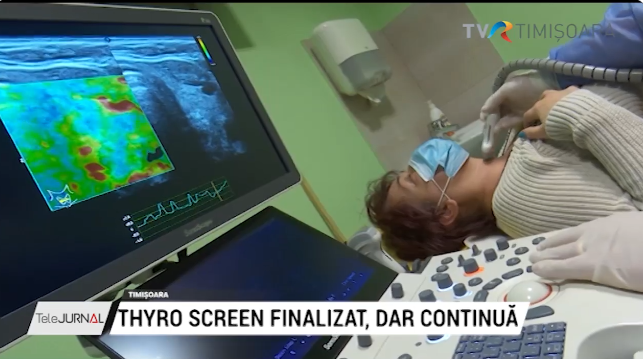 TVR TIMIȘOARA
TIMIȘOARA
TeleJURNAL
THYRO SCREEN FINALIZAT, DAR CONTINUĂ